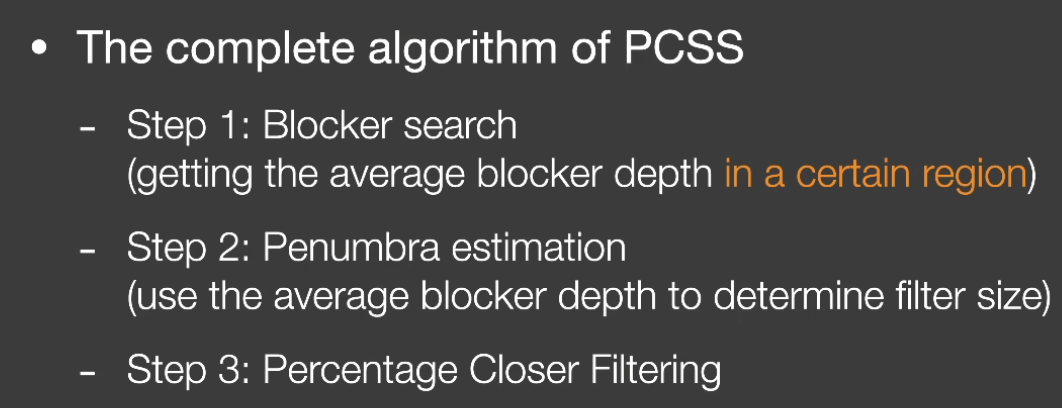 • The complete algorithm of PCSS
- Step 1: Blocker search
(getting the average blocker depth in a certain region)
- Step 2: Penumbra estimation
(use the average blocker depth to determine filter size)
- Step 3: Percentage Closer Filtering